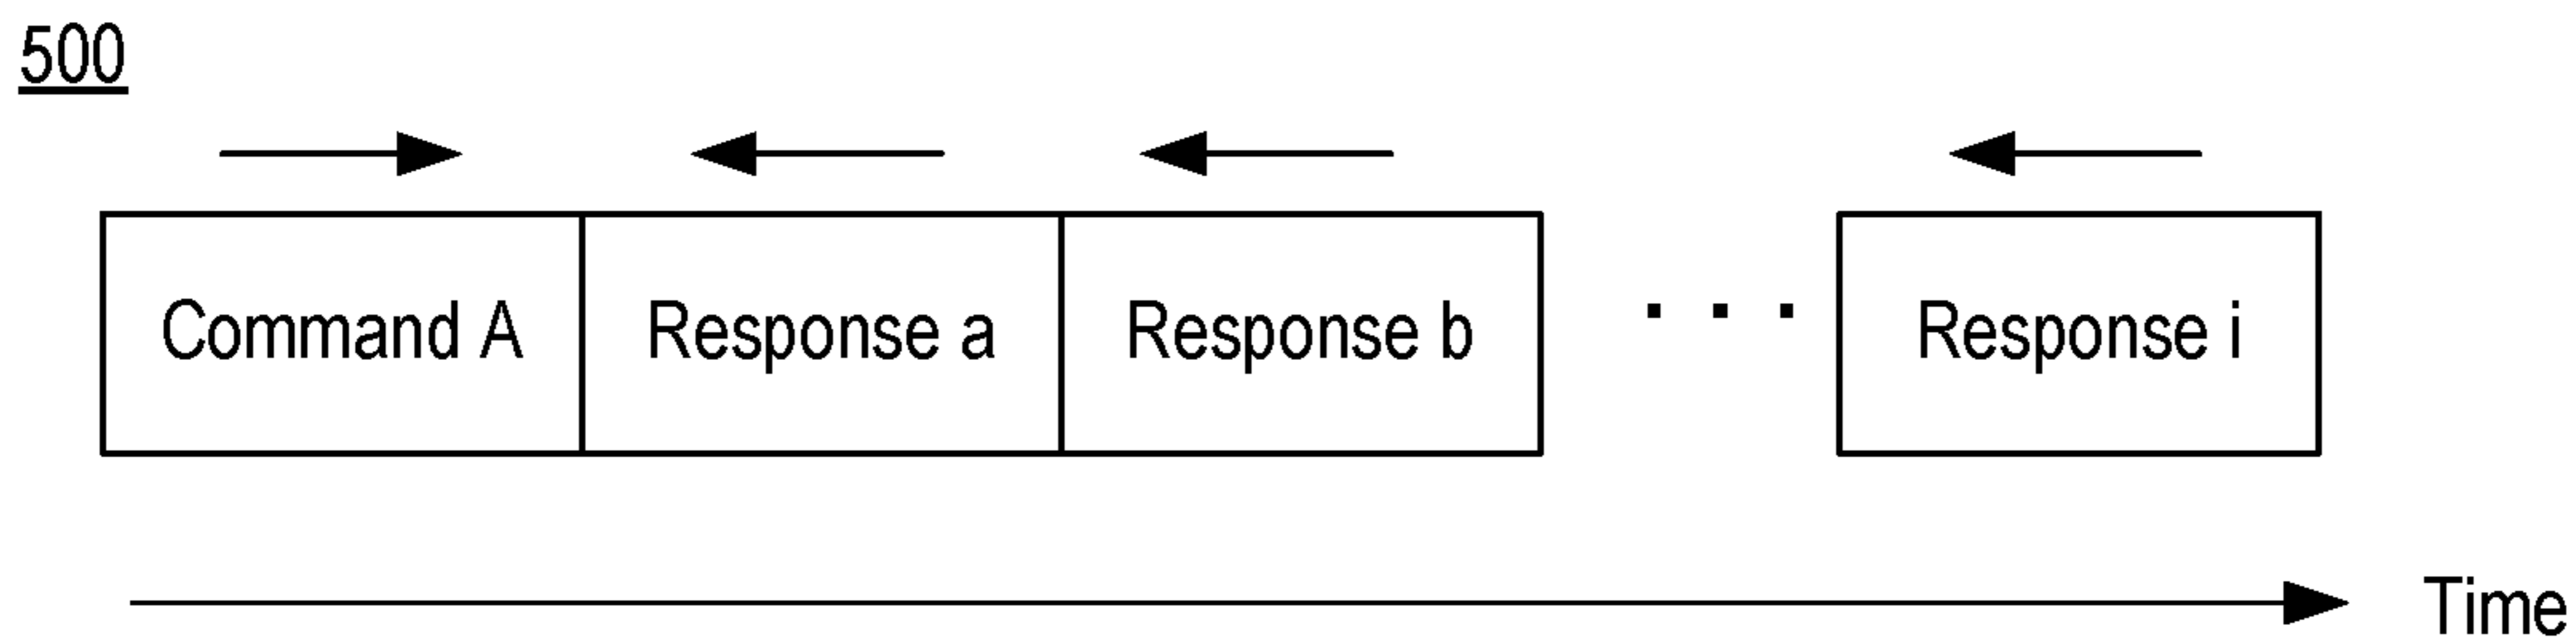 500
Command A
Response a
Response b
. . .
Response i
Time